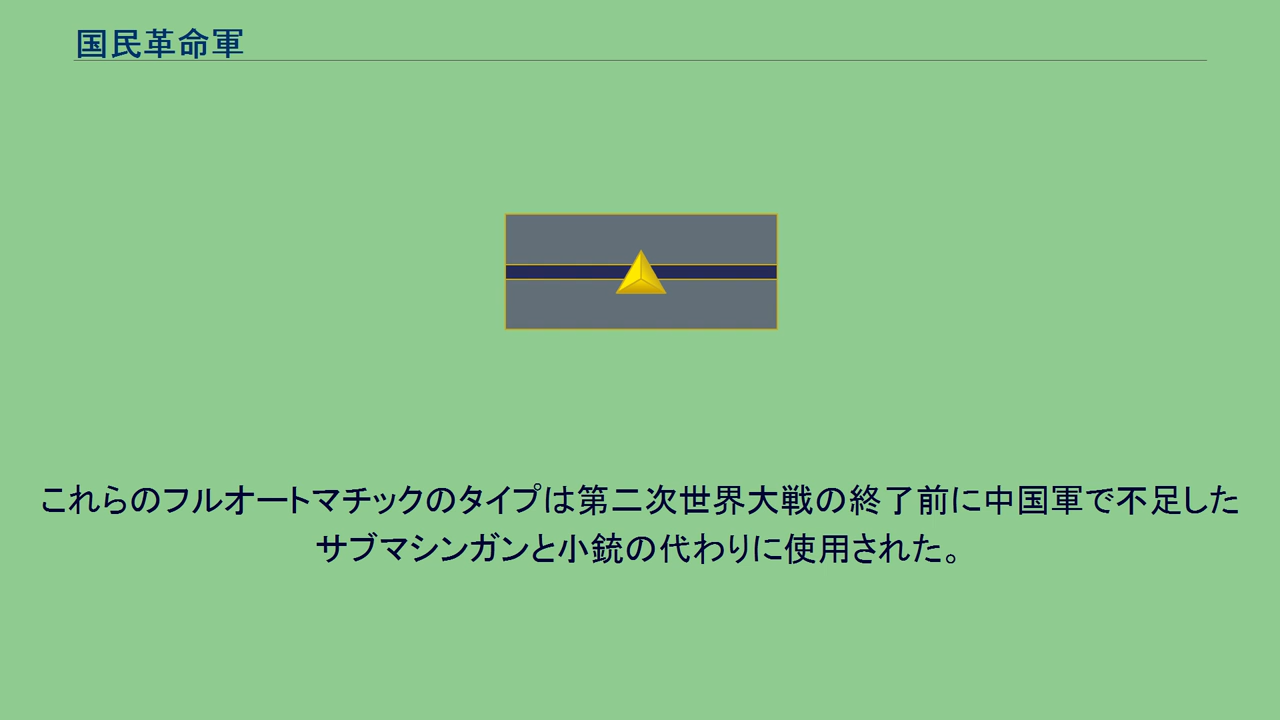 国民革命軍
これらのフルオートマチックのタイプは第二次世界大戦の終了前に中国軍で不足した
サブマシンガンと小銃の代わりに使用された。